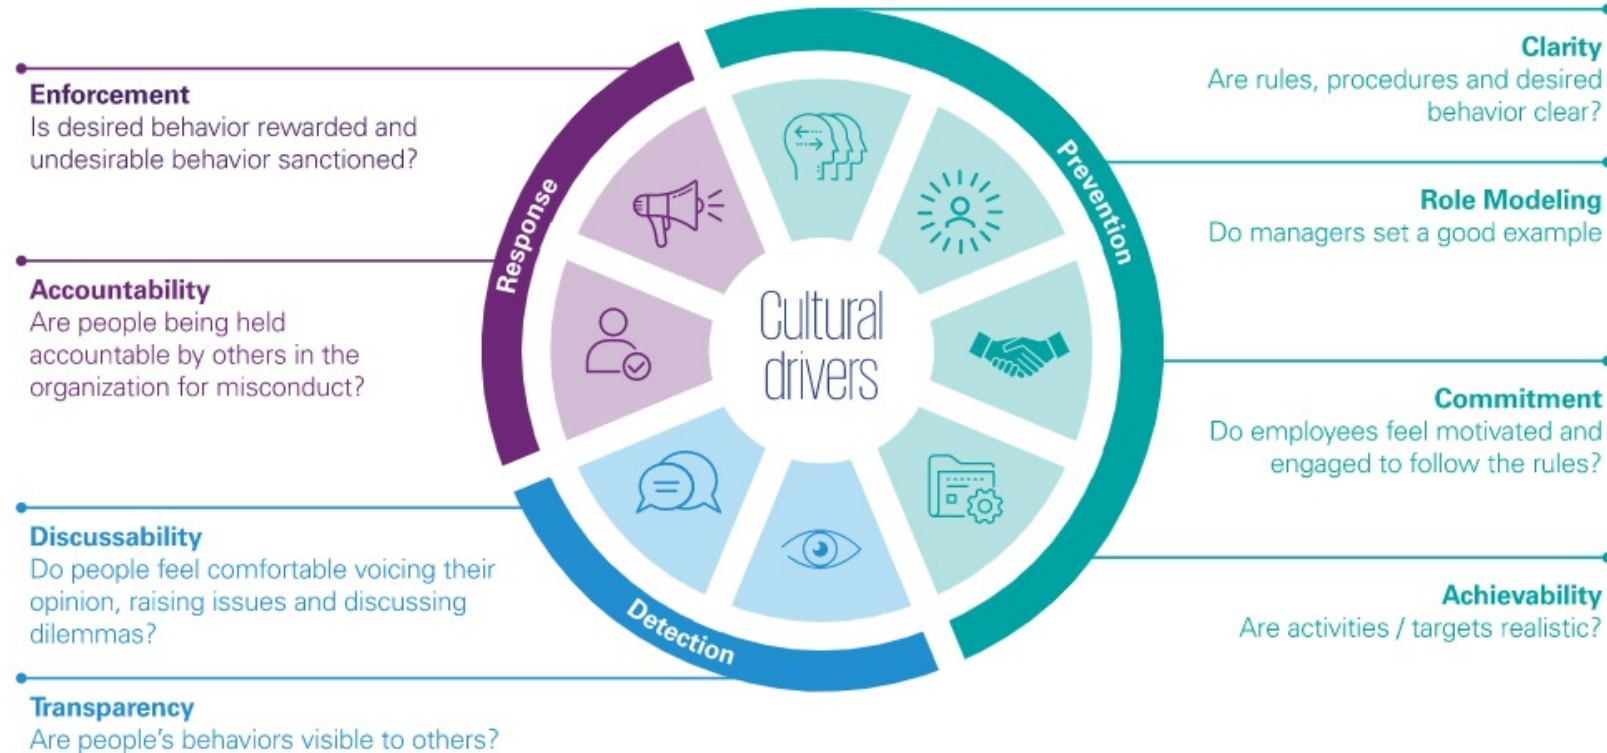 Enforcement
Is desired behavior rewarded and
undesirable behavior sanctioned?
Accountability
Are people being held
accountable by others in the
organization for misconduct?
Discussability
Do people feel comfortable voicing their
opinion, raising issues and discussing
dilemmas?
Transparency
Are people's behaviors visible to others?
Response
Detection
Prevention
Cultural
drivers
Clarity
Are rules, procedures and desired
behavior clear?
Role Modeling
Do managers set a good example
Commitment
Do employees feel motivated and
engaged to follow the rules?
Achievability
Are activities / targets realistic?